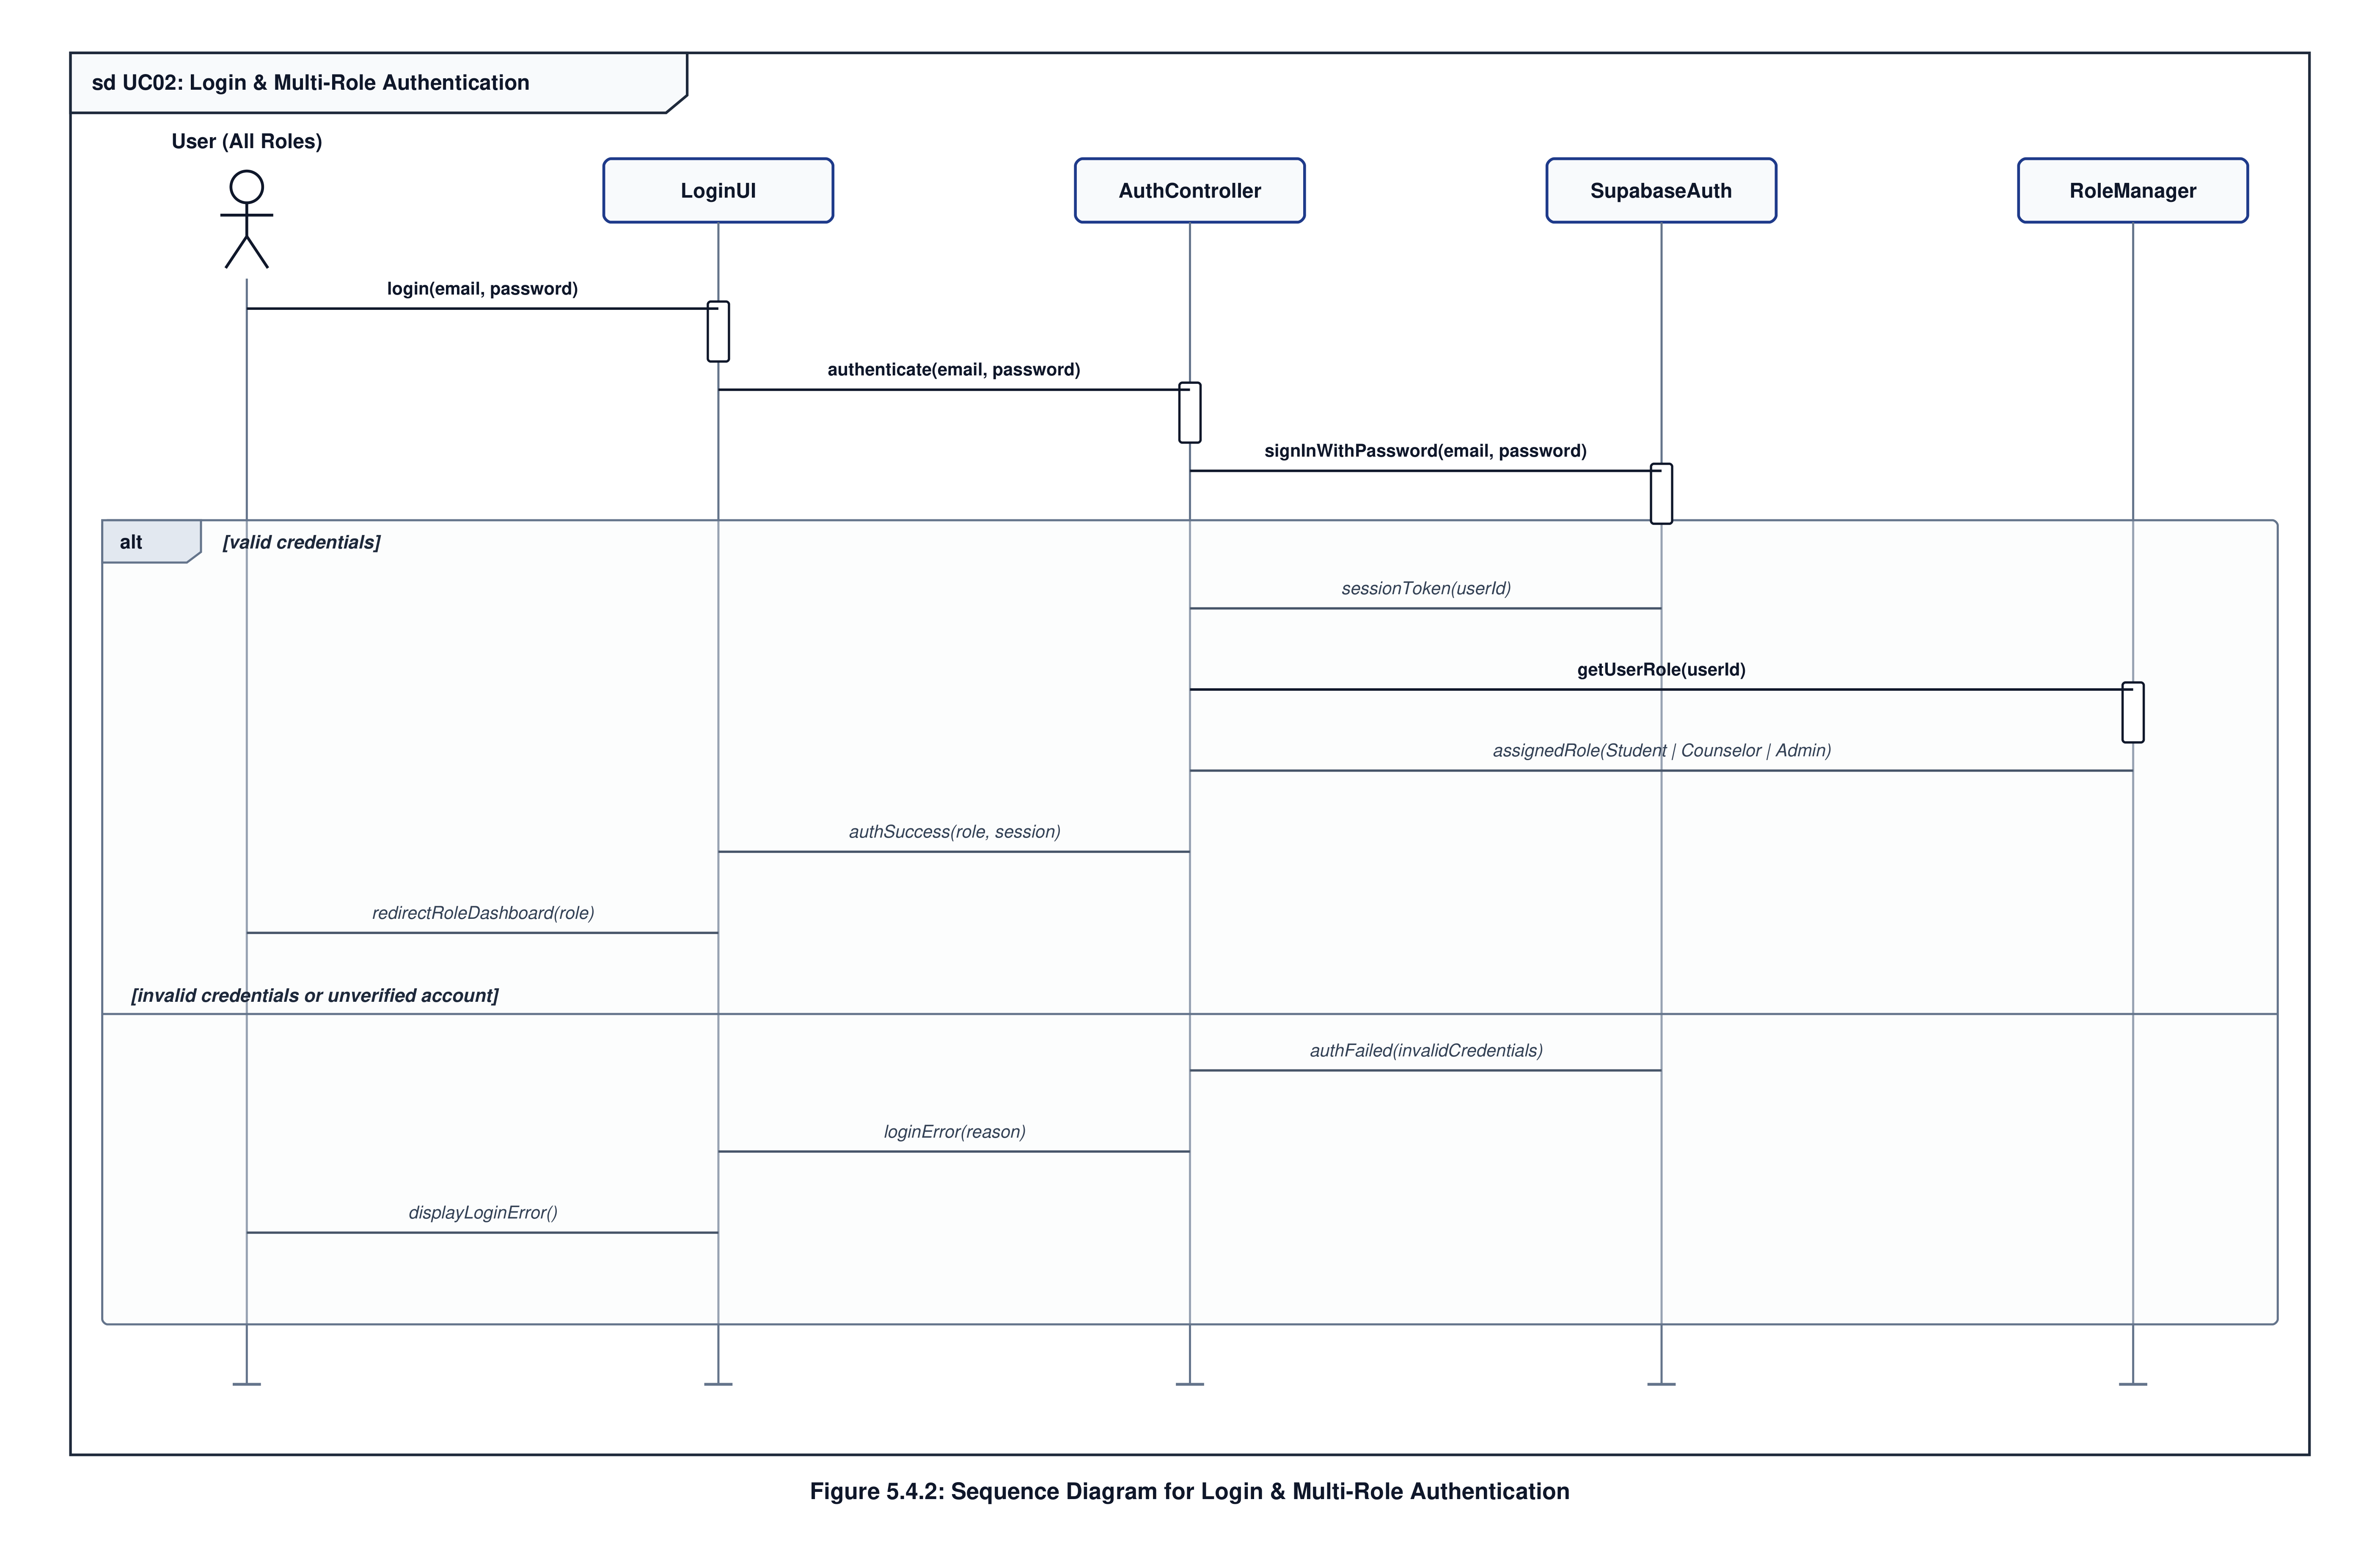 sd UC02: Login & Multi-Role Authentication
User (All Roles)
LoginUI
AuthController
SupabaseAuth
RoleManager
login(email, password)
authenticate(email, password)
signInWithPassword(email, password)
alt
[valid credentials]
sessionToken(userId)
getUserRole(userId)
assignedRole(Student | Counselor | Admin)
authSuccess(role, session)
redirectRoleDashboard(role)
[invalid credentials or unverified account]
authFailed(invalidCredentials)
loginError(reason)
displayLoginError()
Figure 5.4.2: Sequence Diagram for Login & Multi-Role Authentication